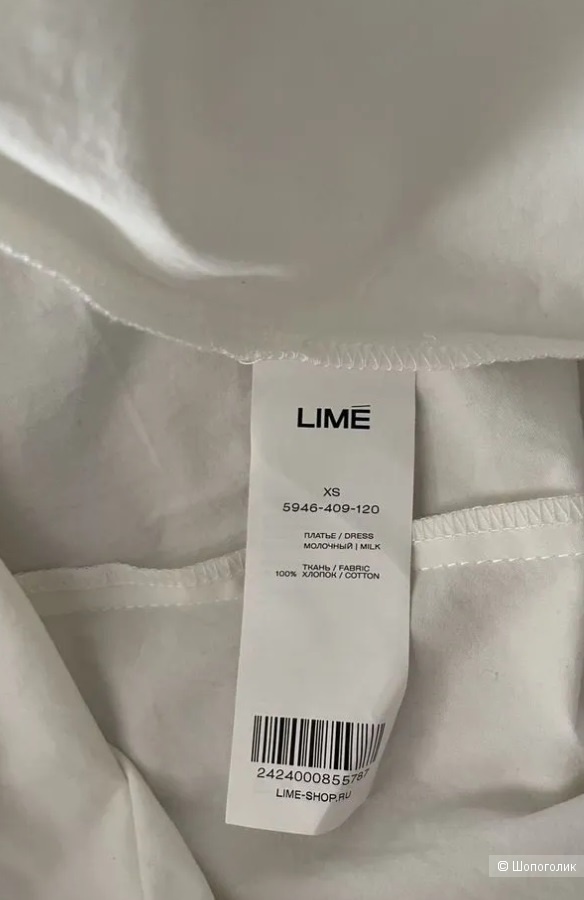 LIMÉ
XS
5946-409-120
ПЛАТЬЕ / DRESS
МОЛОЧНЫЙ | MILK
ТКАНЬ / FABRIC
100% ХЛОПОК / COTTON
2424000855787
LIME-SHOP.RU
© Шопоголик